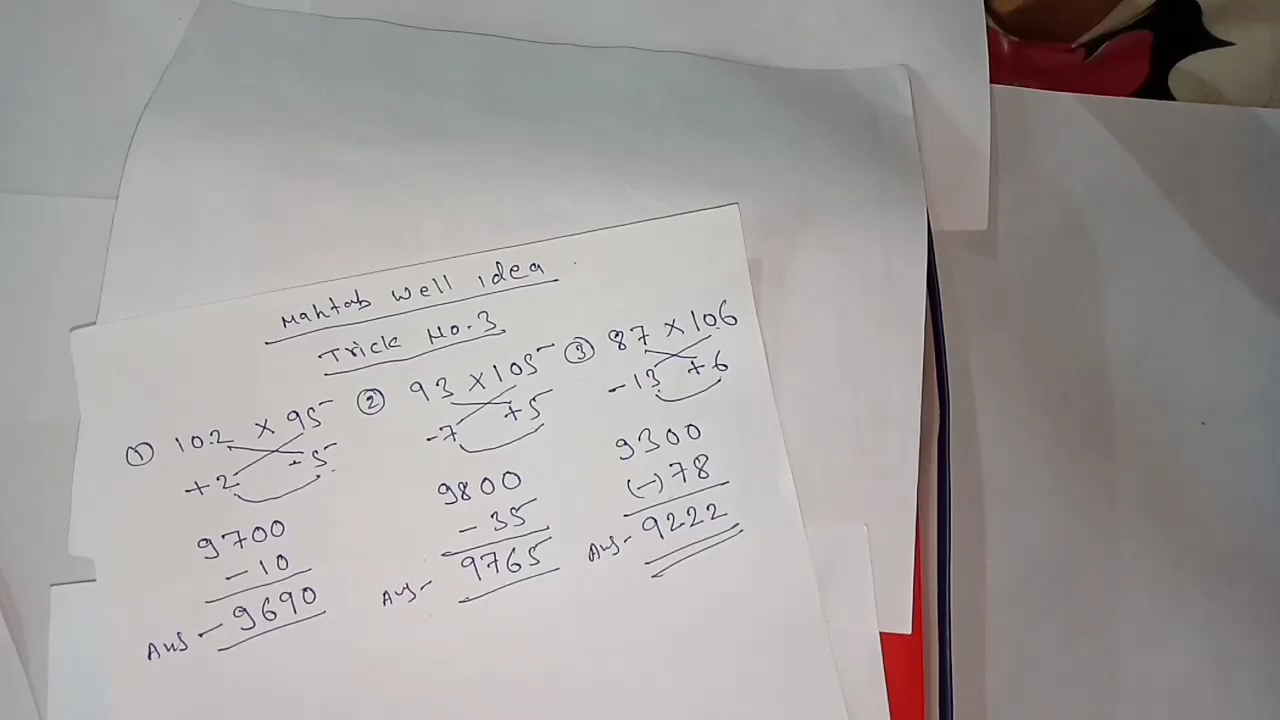 Mahtab well idea
Trick No. 3
① 102 × 95
+2 -5
9700
-10
Ans - 9690
② 93 × 105
-7 +5
9800
- 35
Ans - 9765
③ 87 × 106
-13 +6
9300
(-) 78
Ans - 9222